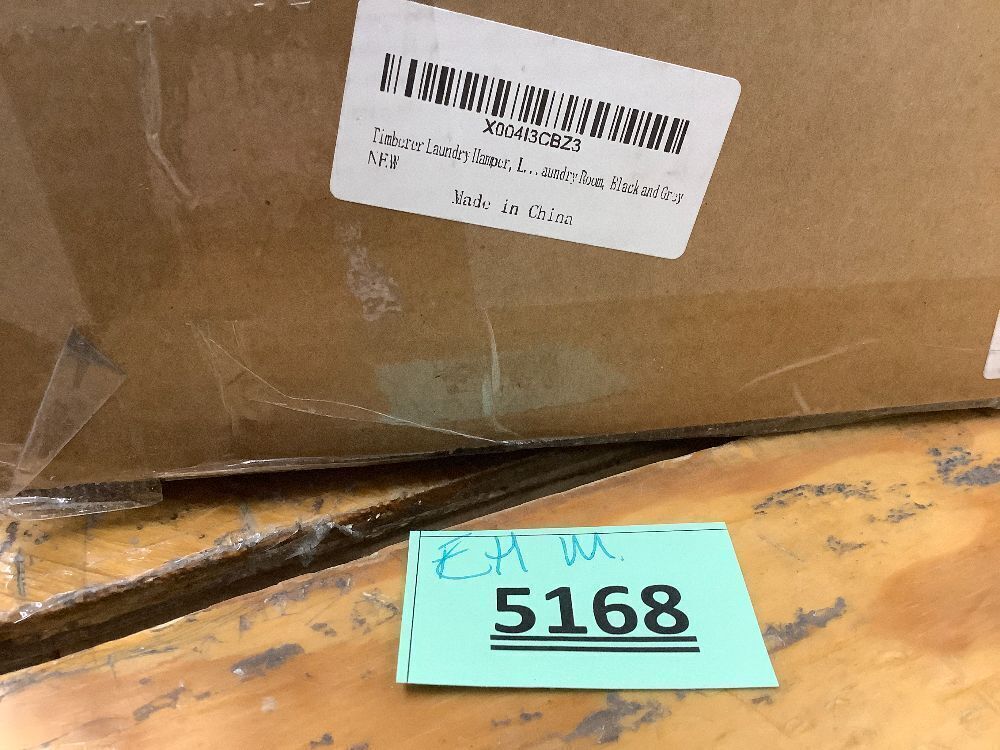 X004I3CBZ3
Timberer Laundry Hamper, L...aundry Room, Black and Grey
NEW
Made in China
EH M.
5168